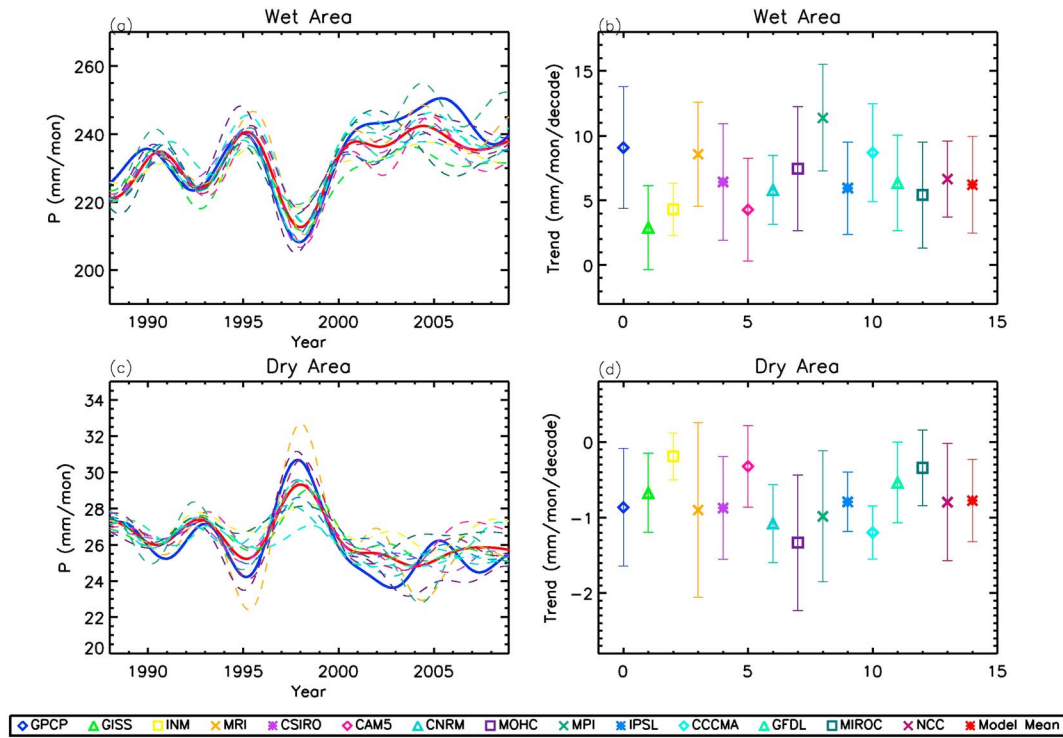 (a) Wet Area
P (mm/mon)
260
240
220
200
1990 1995 2000 2005
Year
(b) Wet Area
Trend (mm/mon/decade)
15
10
5
0
0 5 10 15
(c) Dry Area
P (mm/mon)
34
32
30
28
26
24
22
20
1990 1995 2000 2005
Year
(d) Dry Area
Trend (mm/mon/decade)
0
−1
−2
0 5 10 15
GPCP GISS INM MRI CSIRO CAM5 CNRM MOHC MPI IPSL CCCMA GFDL MIROC NCC Model Mean